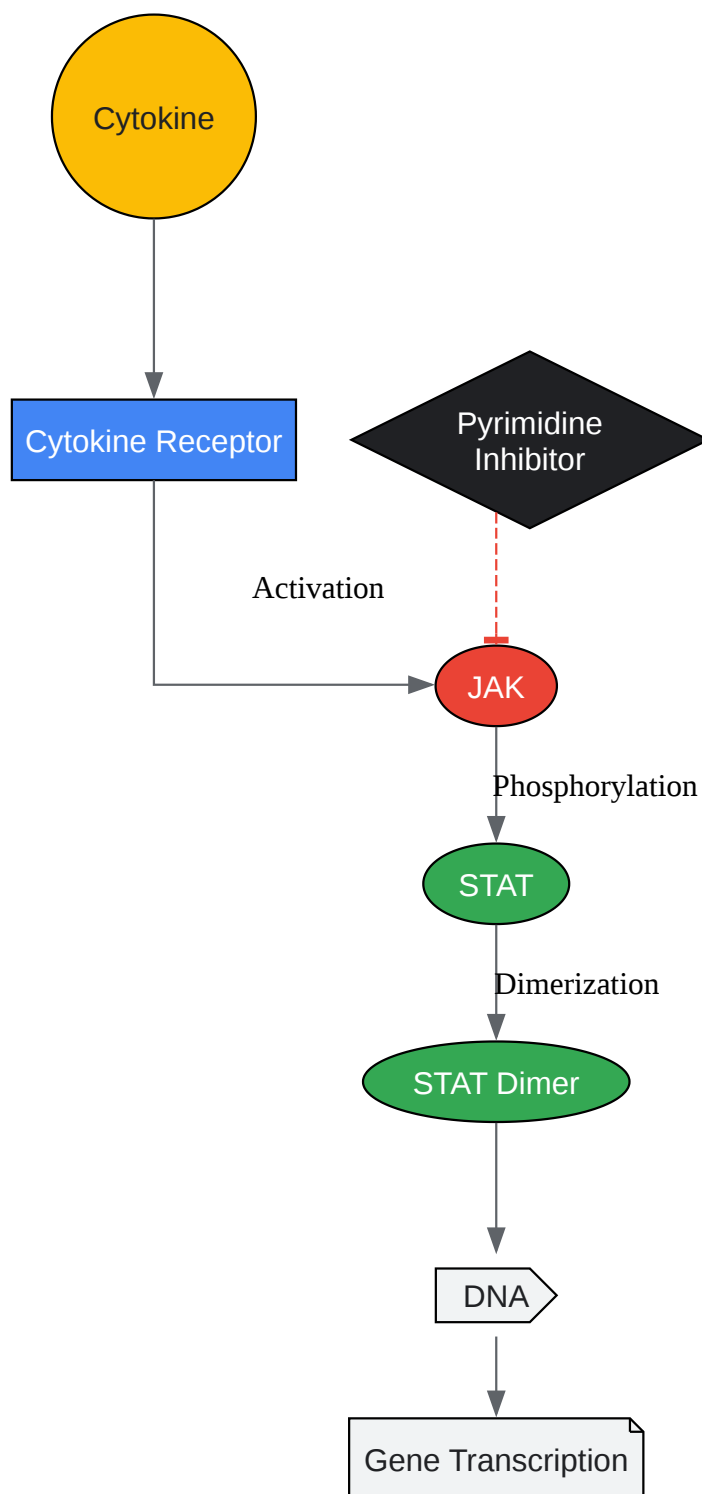 Cytokine
Cytokine Receptor
Pyrimidine
Inhibitor
Activation
JAK
Phosphorylation
STAT
Dimerization
STAT Dimer
DNA
Gene Transcription